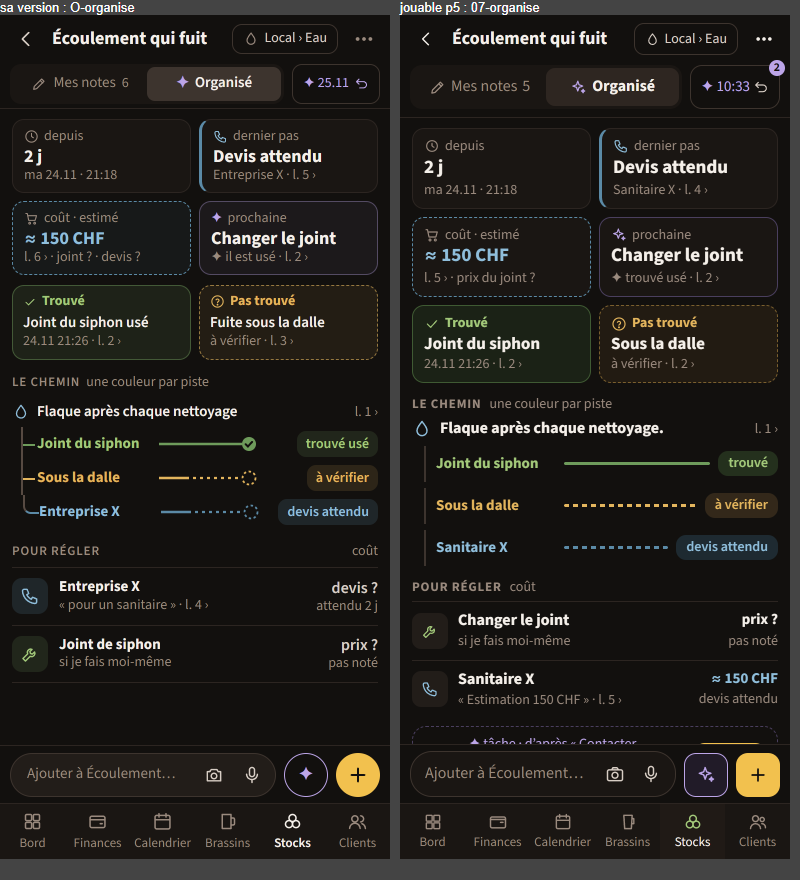 sa version : O-organise
Écoulement qui fuit
Local › Eau
Mes notes 6
Organisé
25.11
depuis
2 j
ma 24.11 · 21:18
dernier pas
Devis attendu
Entreprise X · l. 5 ›
coût · estimé
≈ 150 CHF
l. 6 › · joint ? · devis ?
prochaine
Changer le joint
il est usé · l. 2 ›
Trouvé
Joint du siphon usé
24.11 21:26 · l. 2 ›
Pas trouvé
Fuite sous la dalle
à vérifier · l. 3 ›
LE CHEMIN une couleur par piste
Flaque après chaque nettoyage
l. 1 ›
Joint du siphon
trouvé usé
Sous la dalle
à vérifier
Entreprise X
devis attendu
POUR RÉGLER
coût
Entreprise X
devis ?
« pour un sanitaire » · l. 4 ›
attendu 2 j
Joint de siphon
prix ?
si je fais moi-même
pas noté
Ajouter à Écoulement…
Bord
Finances
Calendrier
Brassins
Stocks
Clients
jouable p5 : 07-organise
Écoulement qui fuit
Local › Eau
Mes notes 5
Organisé
10:33
2
depuis
2 j
ma 24.11 · 21:18
dernier pas
Devis attendu
Sanitaire X · l. 4 ›
coût · estimé
≈ 150 CHF
l. 5 › · prix du joint ?
prochaine
Changer le joint
trouvé usé · l. 2 ›
Trouvé
Joint du siphon
24.11 21:26 · l. 2 ›
Pas trouvé
Sous la dalle
à vérifier · l. 2 ›
LE CHEMIN une couleur par piste
Flaque après chaque nettoyage.
l. 1 ›
Joint du siphon
trouvé
Sous la dalle
à vérifier
Sanitaire X
devis attendu
POUR RÉGLER coût
Changer le joint
prix ?
si je fais moi-même
pas noté
Sanitaire X
≈ 150 CHF
« Estimation 150 CHF » · l. 5 ›
devis attendu
tâche · d'après « Contacter
Ajouter à Écoulement…
Bord
Finances
Calendrier
Brassins
Stocks
Clients